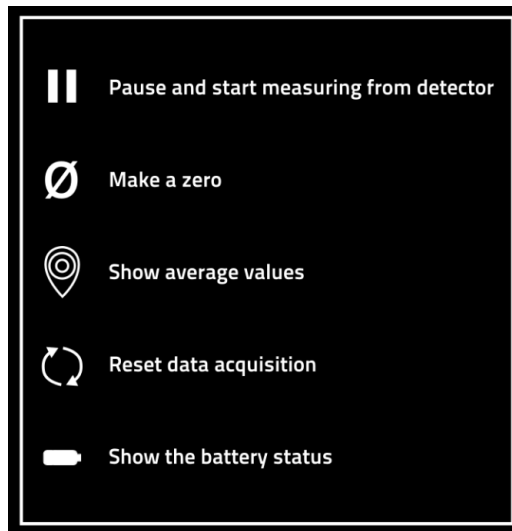 Pause and start measuring from detector
Ø Make a zero
Show average values
Reset data acquisition
Show the battery status